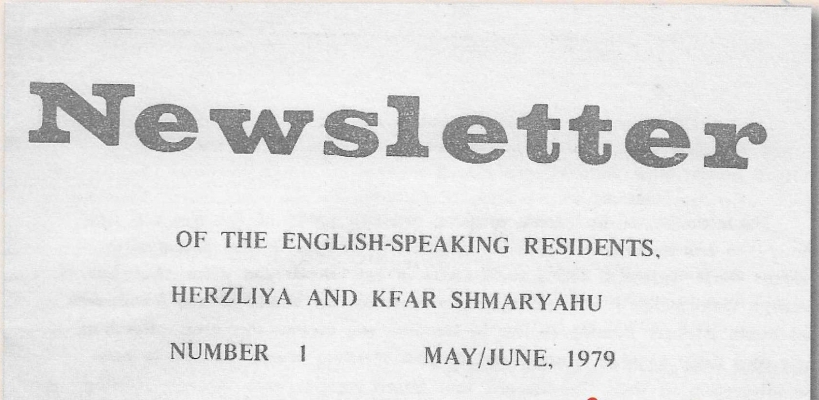 Newsletter
OF THE ENGLISH-SPEAKING RESIDENTS,
HERZLIYA AND KFAR SHMARYAHU
NUMBER 1 MAY/JUNE, 1979